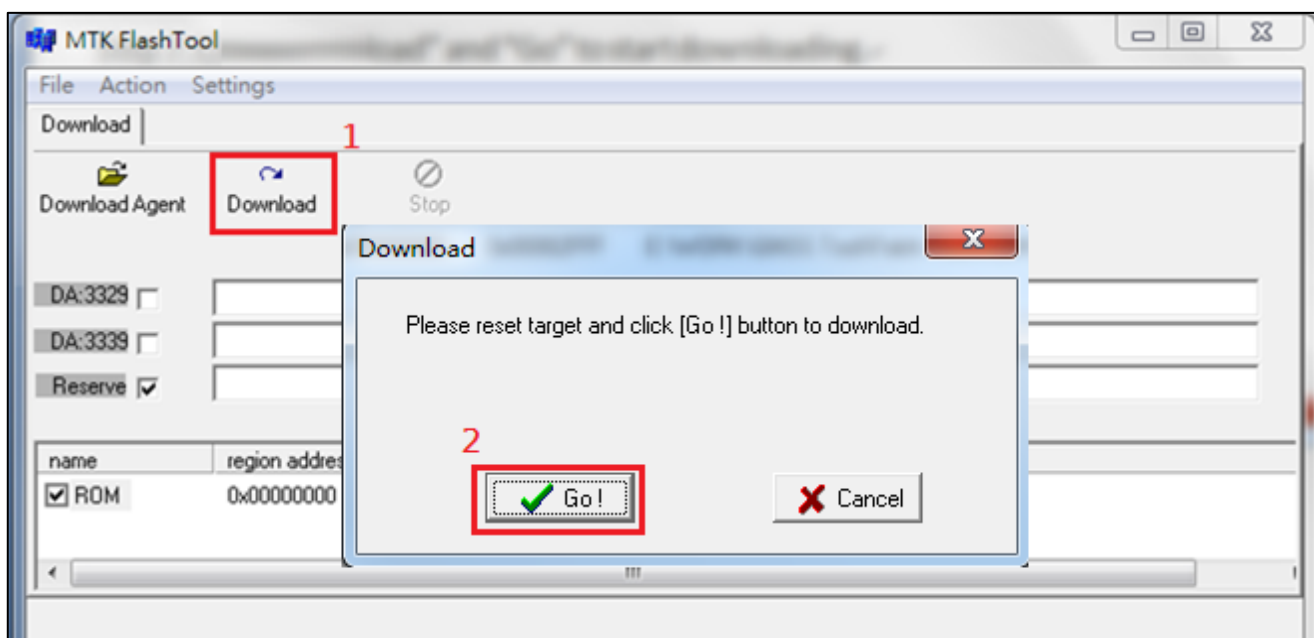 MTK FlashTool
File Action Settings
Download
1
Download Agent Download Stop
Download
DA:3329
Please reset target and click [Go !] button to download.
DA:3339
Reserve
2
name region addres
ROM 0x00000000
Go !
Cancel